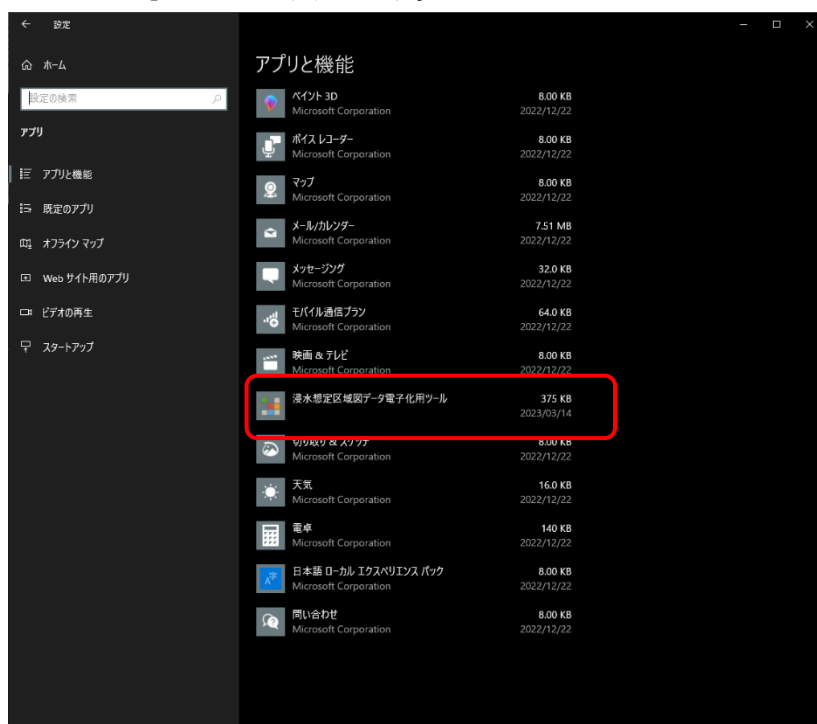 設定
ホーム
設定の検索
アプリ
アプリと機能
既定のアプリ
オフライン マップ
Web サイト用のアプリ
ビデオの再生
スタートアップ
アプリと機能
ペイント 3D 8.00 KB
Microsoft Corporation 2022/12/22
ボイス レコーダー 8.00 KB
Microsoft Corporation 2022/12/22
マップ 8.00 KB
Microsoft Corporation 2022/12/22
メール/カレンダー 7.51 MB
Microsoft Corporation 2022/12/22
メッセージング 32.0 KB
Microsoft Corporation 2022/12/22
モバイル通信プラン 64.0 KB
Microsoft Corporation 2022/12/22
映画 & テレビ 8.00 KB
Microsoft Corporation 2022/12/22
浸水想定区域図データ電子化用ツール 375 KB
2023/03/14
切り取り & スケッチ 8.00 KB
Microsoft Corporation 2022/12/22
天気 16.0 KB
Microsoft Corporation 2022/12/22
電卓 140 KB
Microsoft Corporation 2022/12/22
日本語 ローカル エクスペリエンス パック 8.00 KB
Microsoft Corporation 2022/12/22
問い合わせ 8.00 KB
Microsoft Corporation 2022/12/22